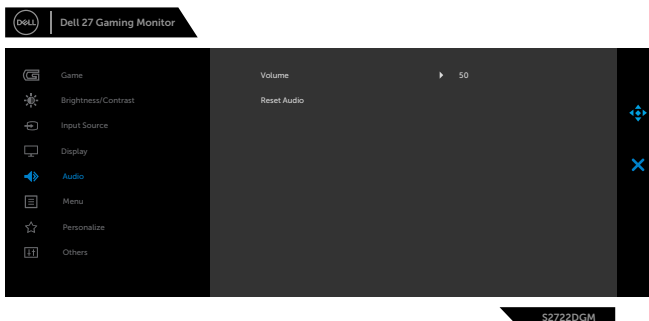 DELL
Dell 27 Gaming Monitor
Game
Volume 50
Brightness/Contrast
Reset Audio
Input Source
Display
Audio
Menu
Personalize
Others
S2722DGM